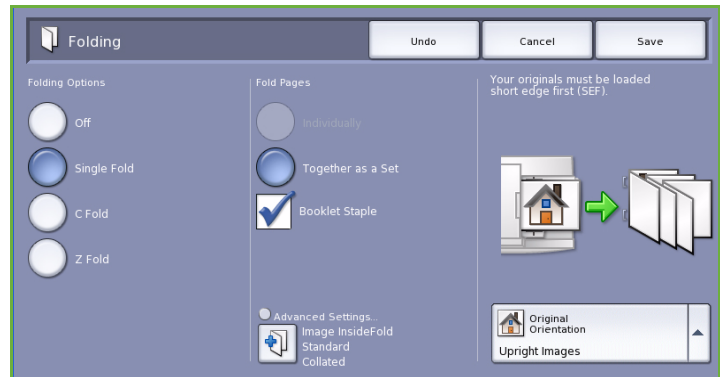 Folding
Undo
Cancel
Save
Folding Options
Off
Single Fold
C Fold
Z Fold
Fold Pages
Individually
Together as a Set
Booklet Staple
Advanced Settings...
Image InsideFold
Standard
Collated
Your originals must be loaded
short edge first (SEF).
Original
Orientation
Upright Images